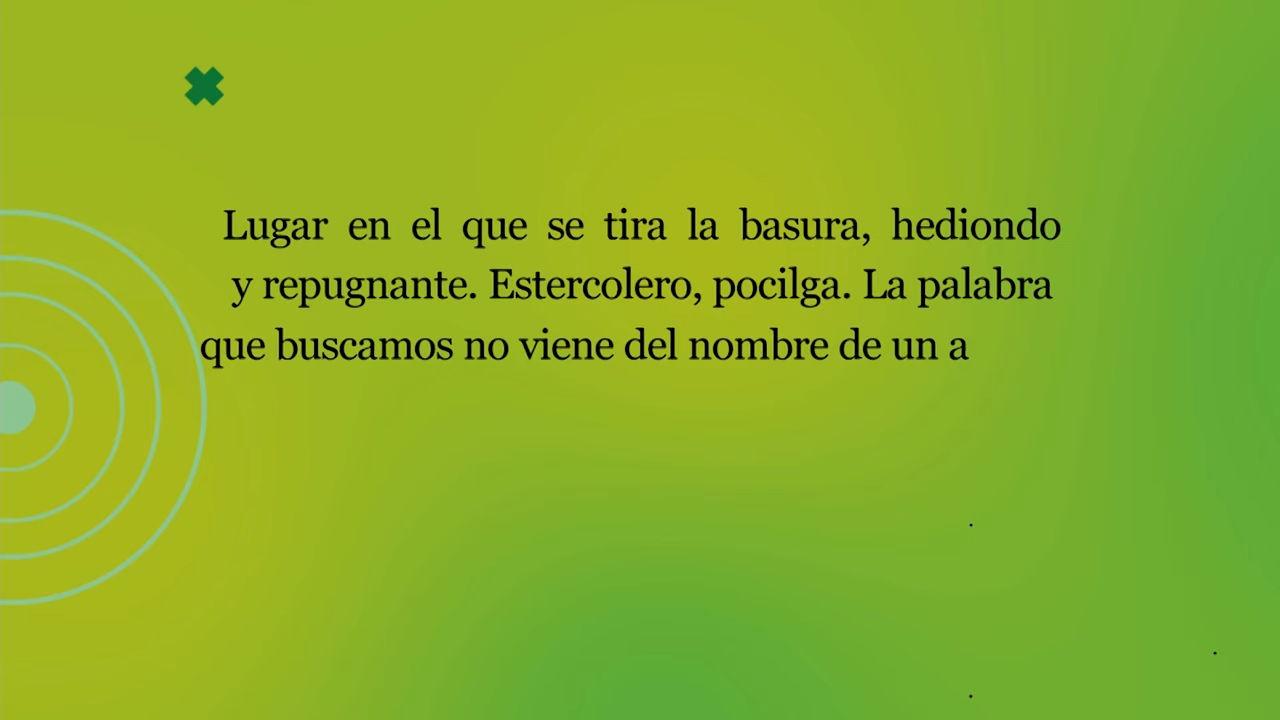 Lugar en el que se tira la basura, hediondo
y repugnante. Estercolero, pocilga. La palabra
que buscamos no viene del nombre de un a